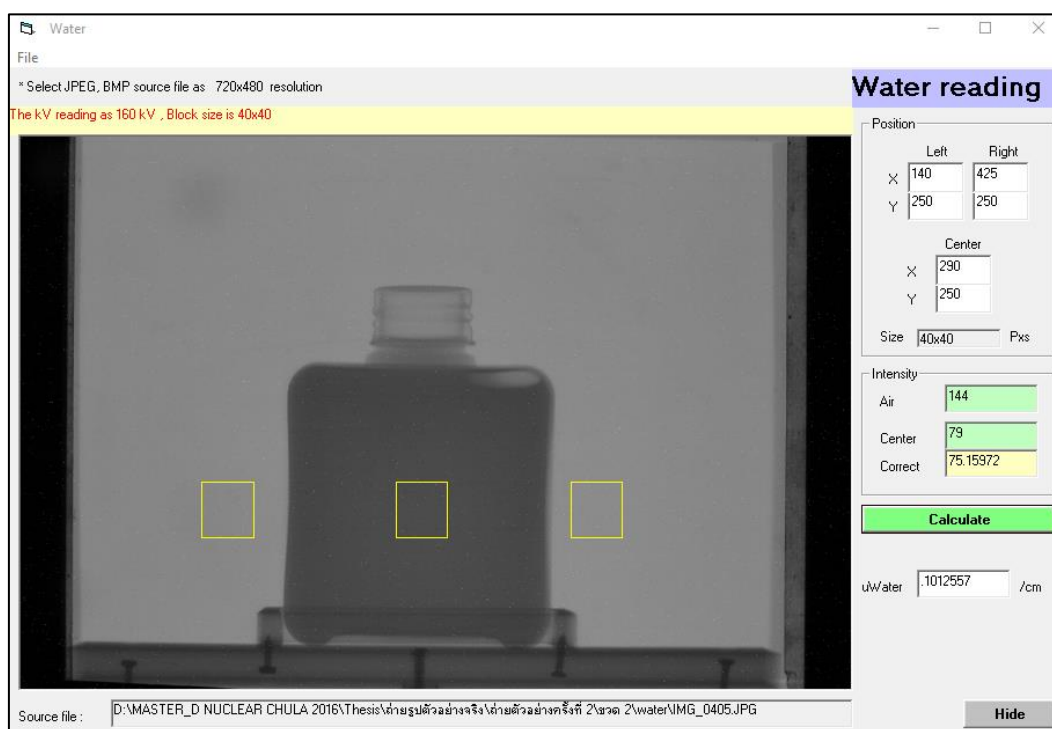 Water
File
* Select JPEG, BMP source file as 720x480 resolution
The kV reading as 160 kV , Block size is 40x40
Water reading
Position
Left Right
X 140 425
Y 250 250
Center
X 290
Y 250
Size 40x40 Pxs
Intensity
Air 144
Center 79
Correct 75.15972
Calculate
uWater .1012557 /cm
Source file : D:\MASTER_D NUCLEAR CHULA 2016\Thesis\ถ่ายรูปตัวอย่างจริง\ถ่ายตัวอย่างครั้งที่ 2\ขวด 2\water\IMG_0405.JPG
Hide